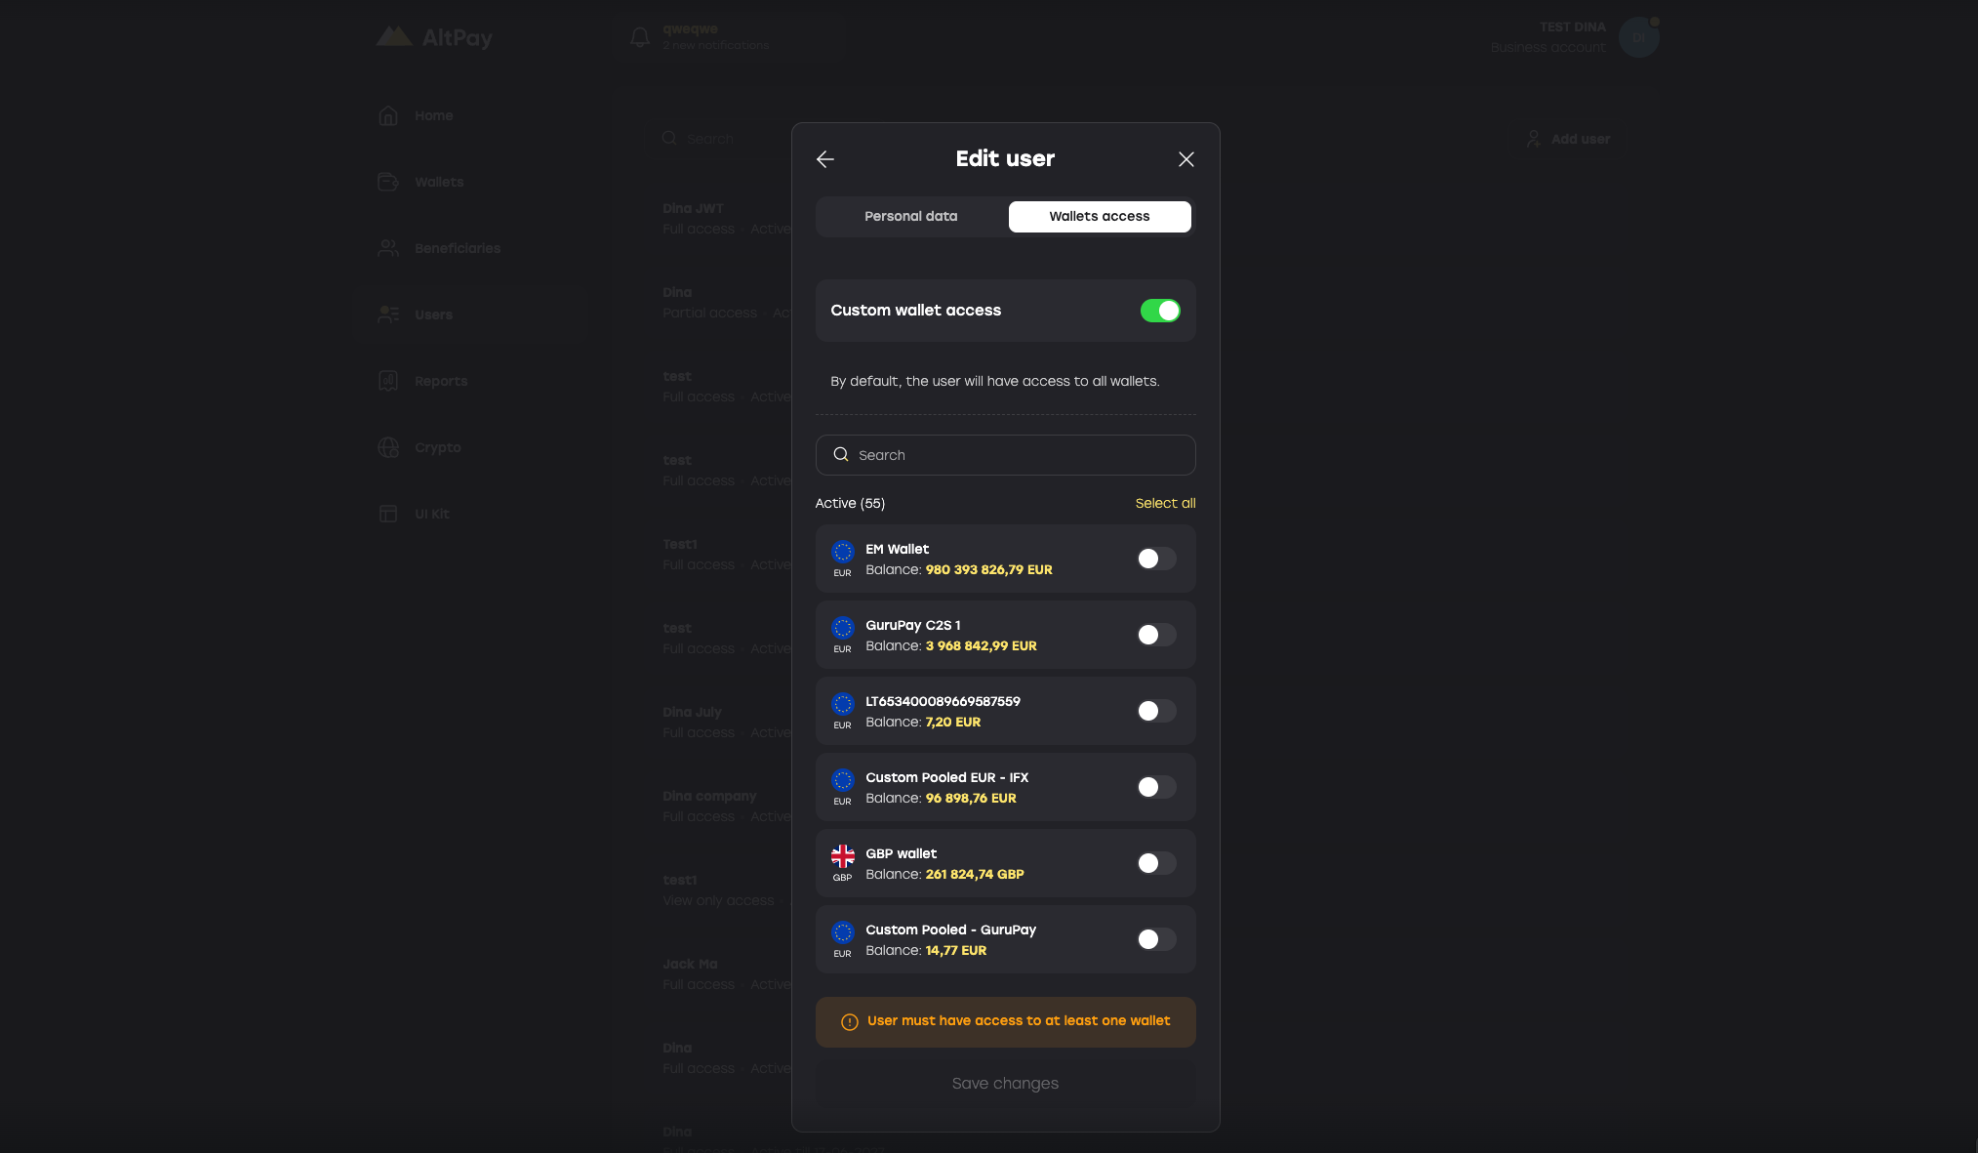 AltPay
qweqwe
2 new notifications
TEST DINA
Business account
DI
Home
Wallets
Beneficiaries
Users
Reports
Crypto
UI Kit
Search
Add user
Dina JWT
Full access · Active
Dina
Partial access · Ac
test
Full access · Active
test
Full access · Active
Test1
Full access · Active
test
Full access · Active
Dina July
Full access · Active
Dina company
Full access · Active
test1
View only access ·
Jack Ma
Full access · Active
Dina
Full access · Active
Dina
Edit user
Personal data
Wallets access
Custom wallet access
By default, the user will have access to all wallets.
Search
Active (55)
Select all
EUR
EM Wallet
Balance: 980 393 826,79 EUR
EUR
GuruPay C2S 1
Balance: 3 968 842,99 EUR
EUR
LT653400089669587559
Balance: 7,20 EUR
EUR
Custom Pooled EUR - IFX
Balance: 96 898,76 EUR
GBP
GBP wallet
Balance: 261 824,74 GBP
EUR
Custom Pooled - GuruPay
Balance: 14,77 EUR
User must have access to at least one wallet
Save changes